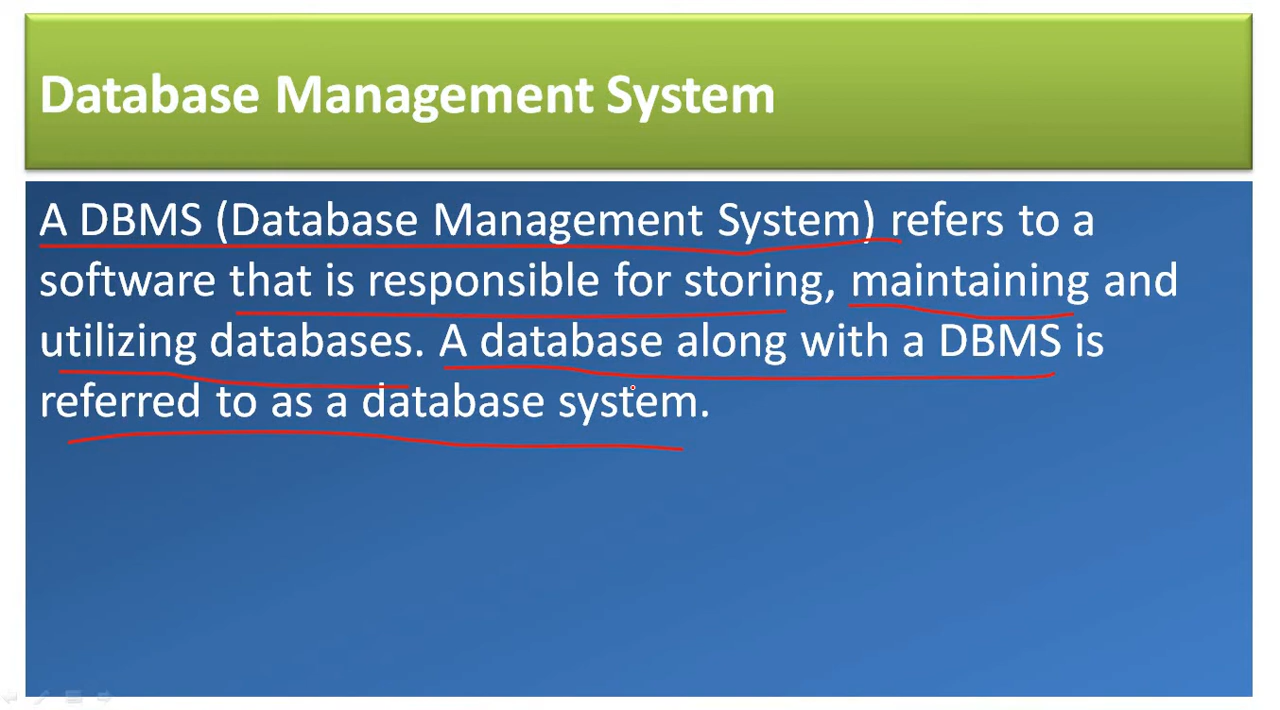 Database Management System
A DBMS (Database Management System) refers to a
software that is responsible for storing, maintaining and
utilizing databases. A database along with a DBMS is
referred to as a database system.